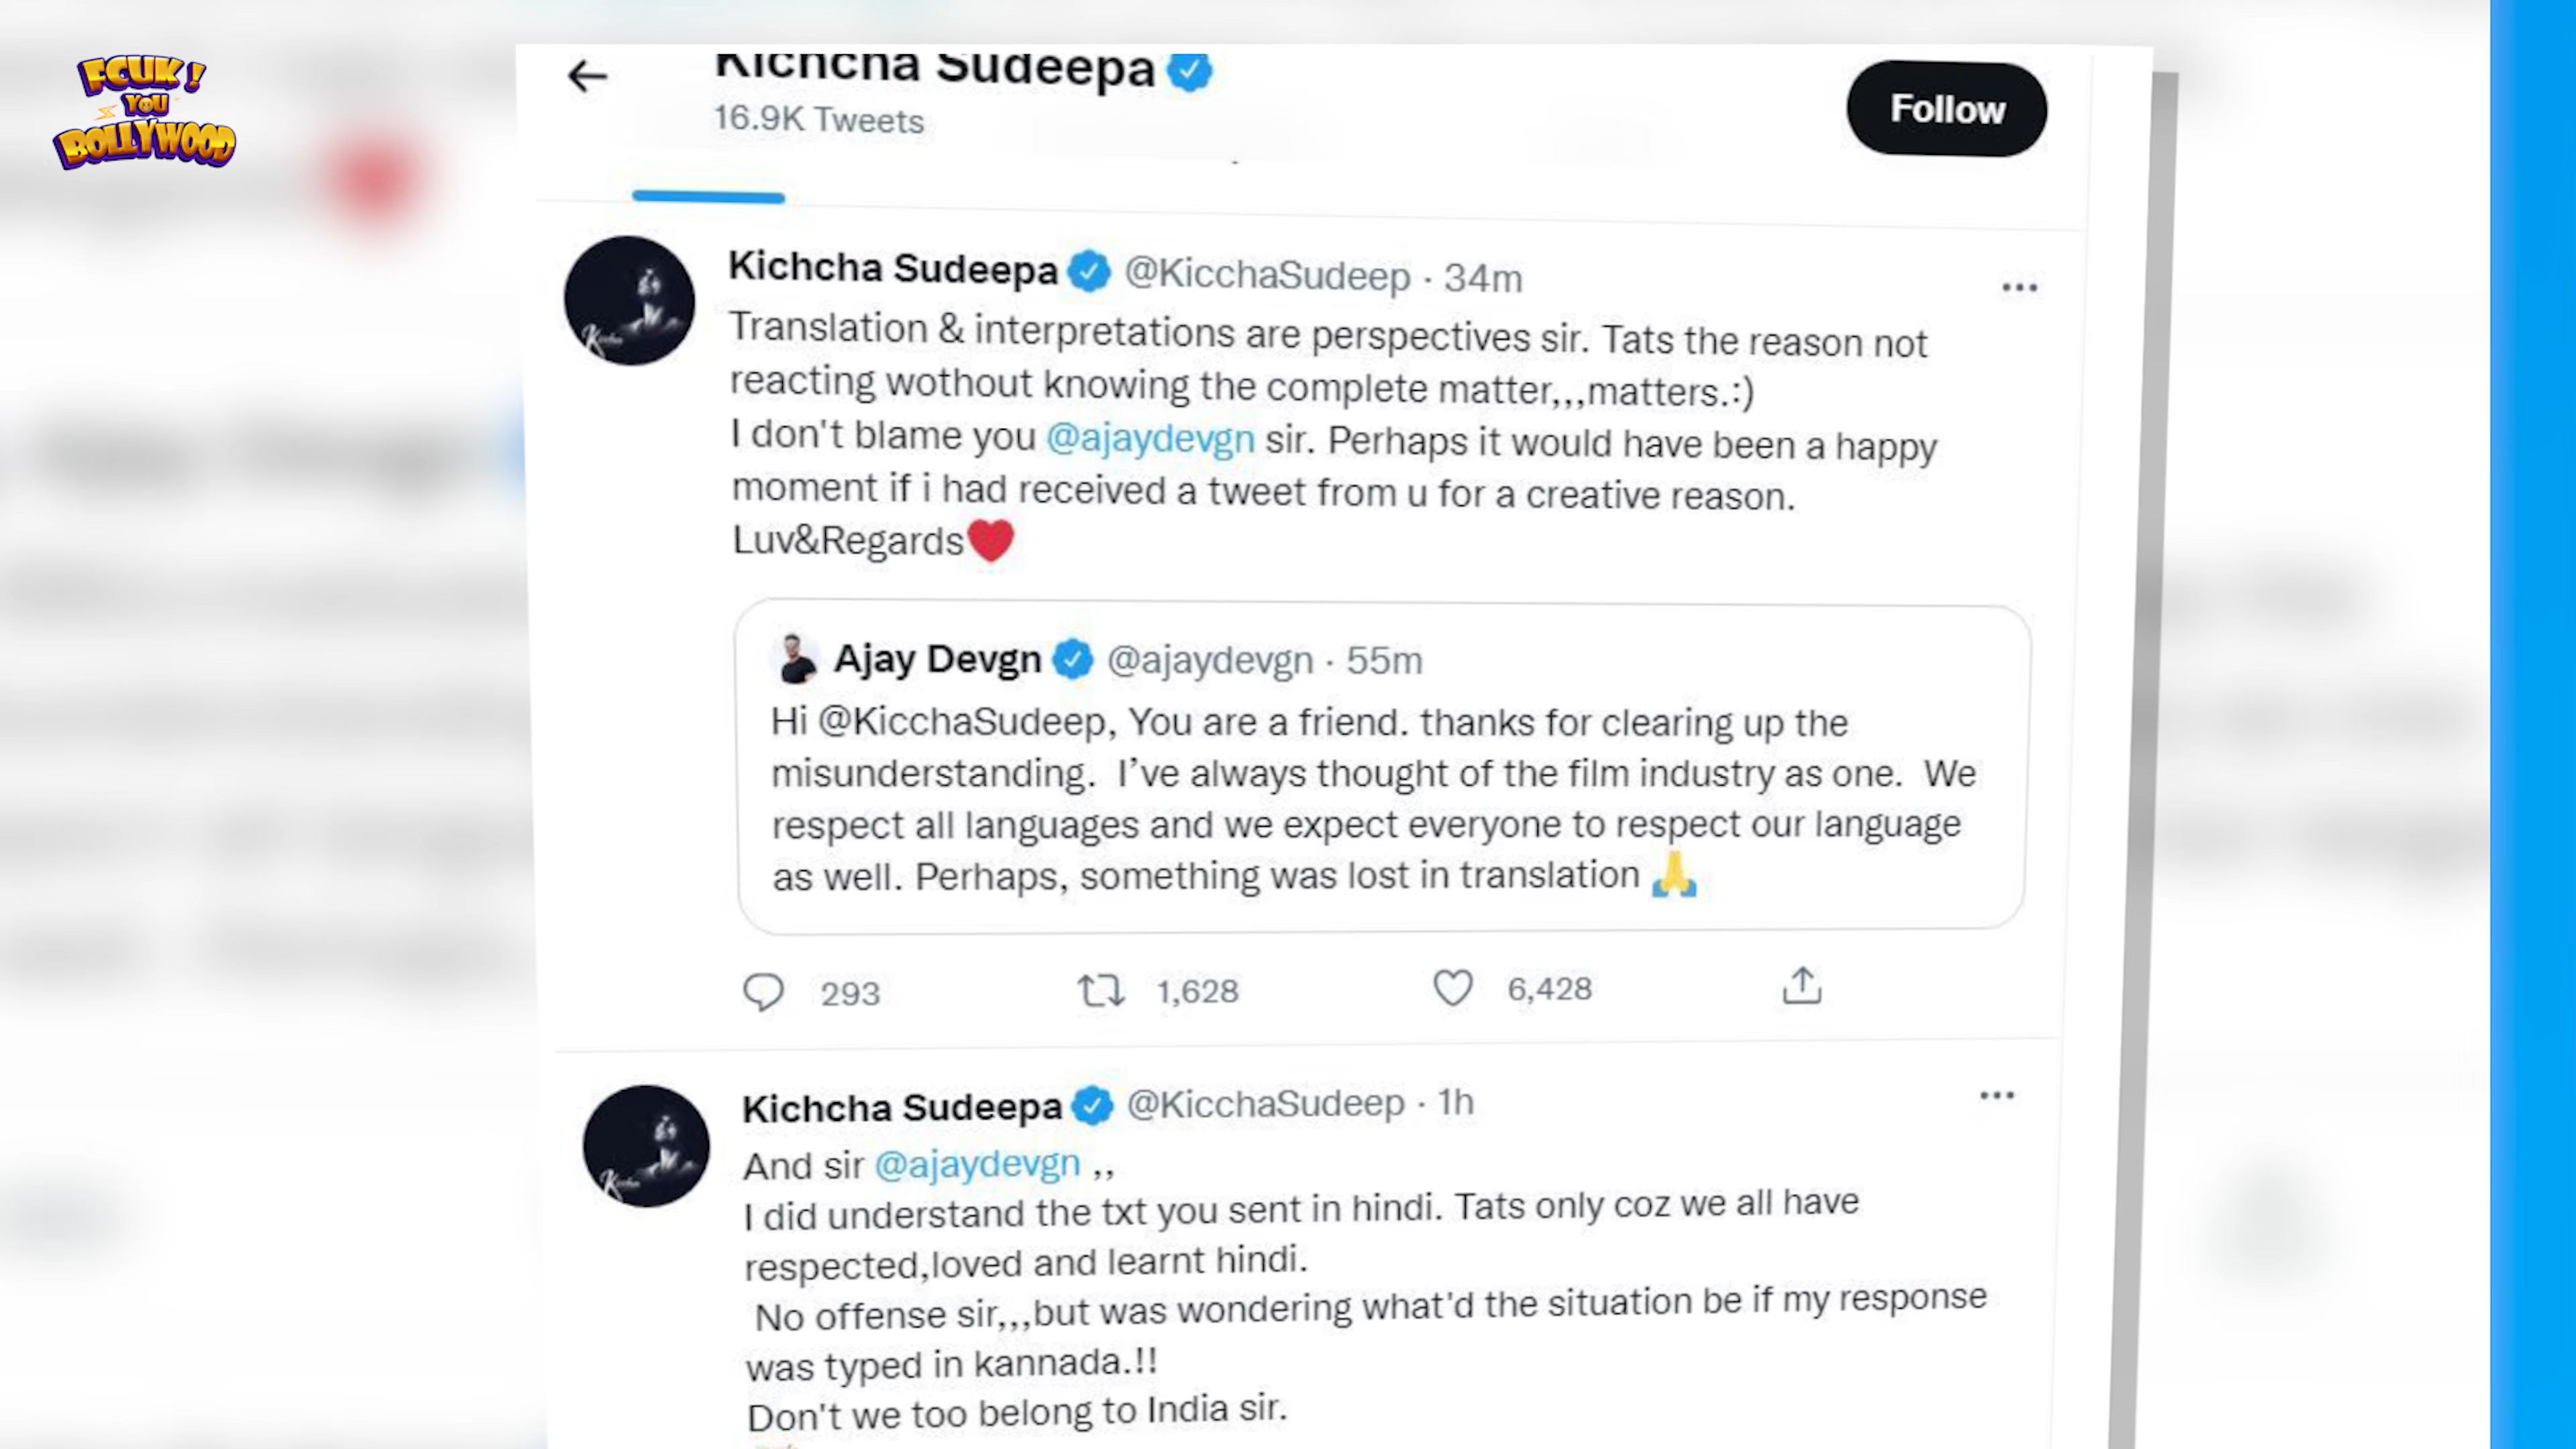 FCUK !
YOU
BOLLYWOOD
Kichcha Sudeepa
16.9K Tweets
Follow
Kichcha Sudeepa @KicchaSudeep · 34m
Translation & interpretations are perspectives sir. Tats the reason not
reacting wothout knowing the complete matter,,,matters.:)
I don't blame you @ajaydevgn sir. Perhaps it would have been a happy
moment if i had received a tweet from u for a creative reason.
Luv&Regards❤️
Ajay Devgn @ajaydevgn · 55m
Hi @KicchaSudeep, You are a friend. thanks for clearing up the
misunderstanding.  I’ve always thought of the film industry as one.  We
respect all languages and we expect everyone to respect our language
as well. Perhaps, something was lost in translation 🙏
293 1,628 6,428
Kichcha Sudeepa @KicchaSudeep · 1h
And sir @ajaydevgn ,,
I did understand the txt you sent in hindi. Tats only coz we all have
respected,loved and learnt hindi.
No offense sir,,,but was wondering what'd the situation be if my response
was typed in kannada.!!
Don't we too belong to India sir.